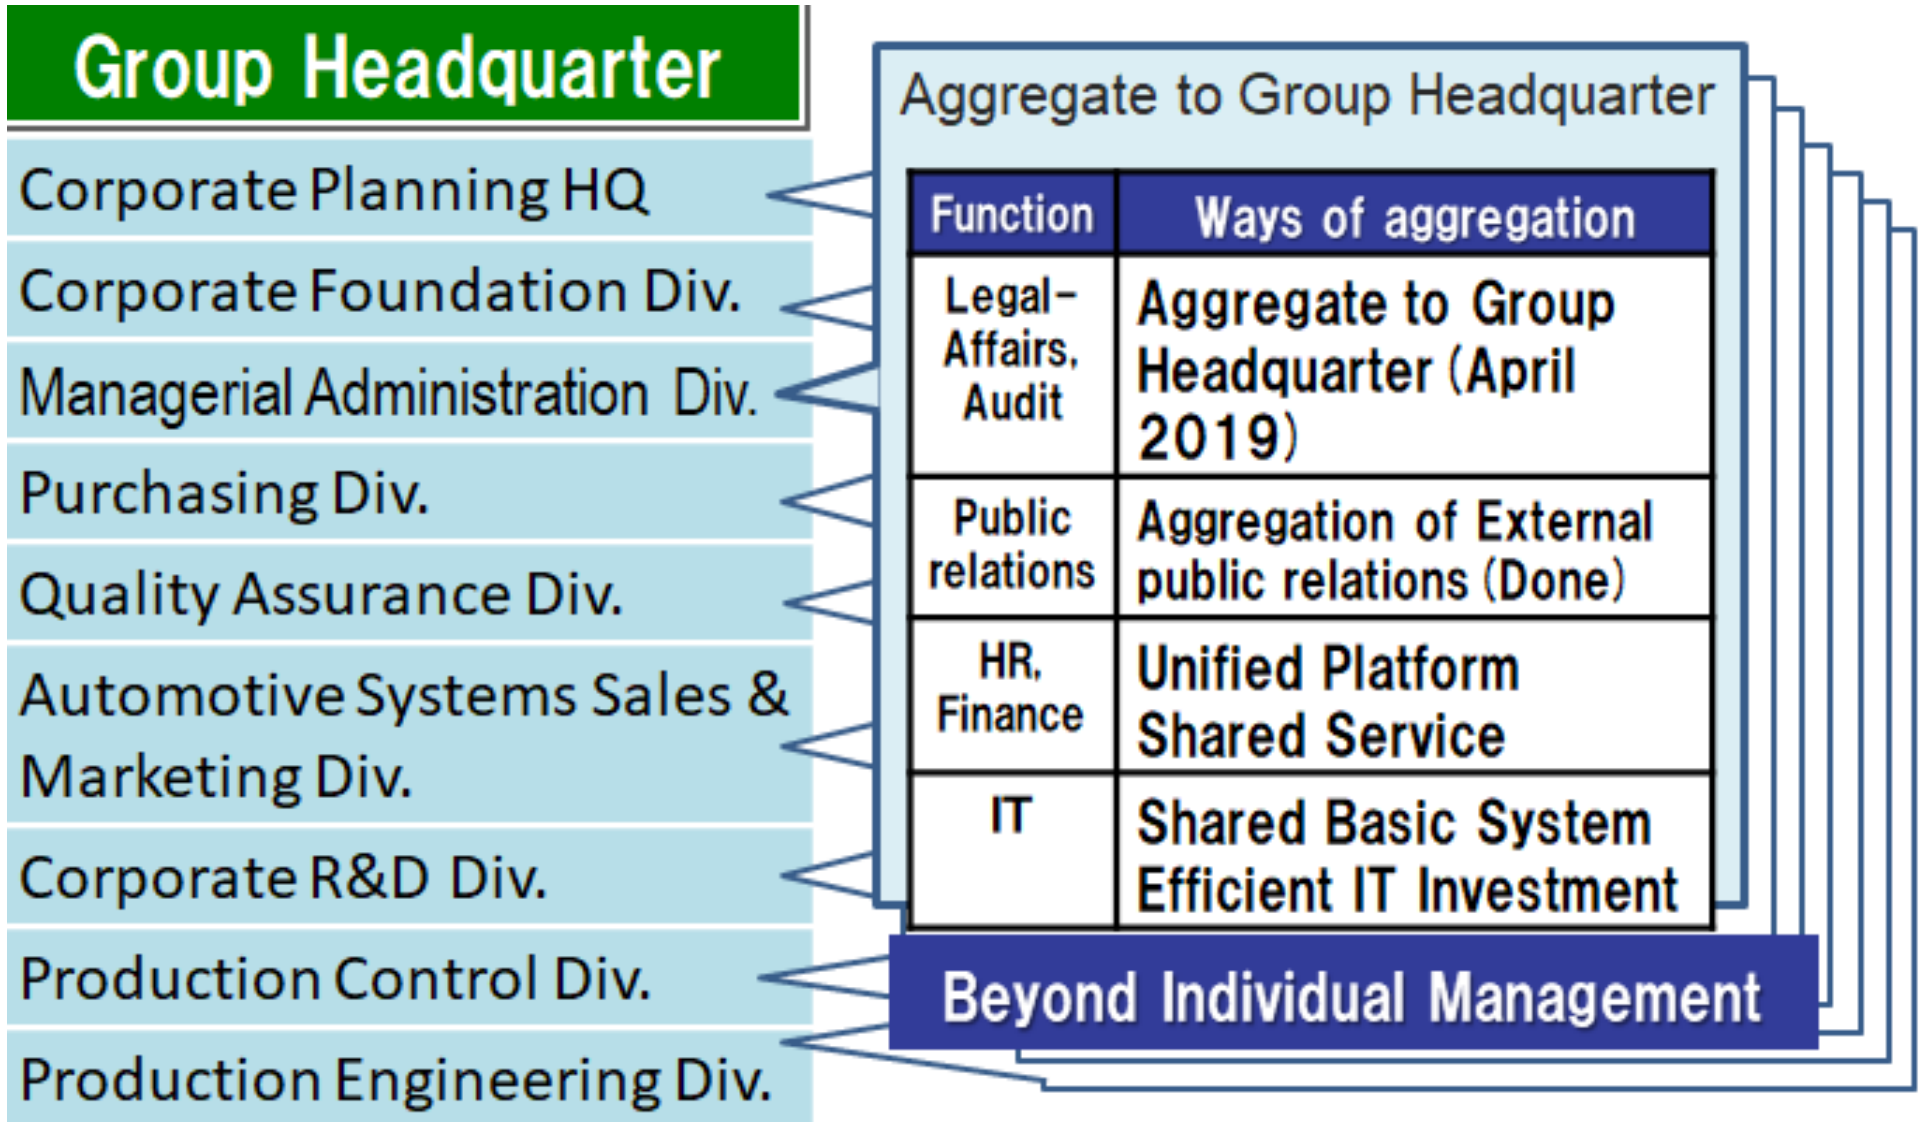 Group Headquarter
Corporate Planning HQ
Corporate Foundation Div.
Managerial Administration Div.
Purchasing Div.
Quality Assurance Div.
Automotive Systems Sales &
Marketing Div.
Corporate R&D Div.
Production Control Div.
Production Engineering Div.
Aggregate to Group Headquarter
Function
Ways of aggregation
Legal-
Affairs,
Audit
Aggregate to Group
Headquarter (April
2019)
Public
relations
Aggregation of External
public relations (Done)
HR,
Finance
Unified Platform
Shared Service
IT
Shared Basic System
Efficient IT Investment
Beyond Individual Management